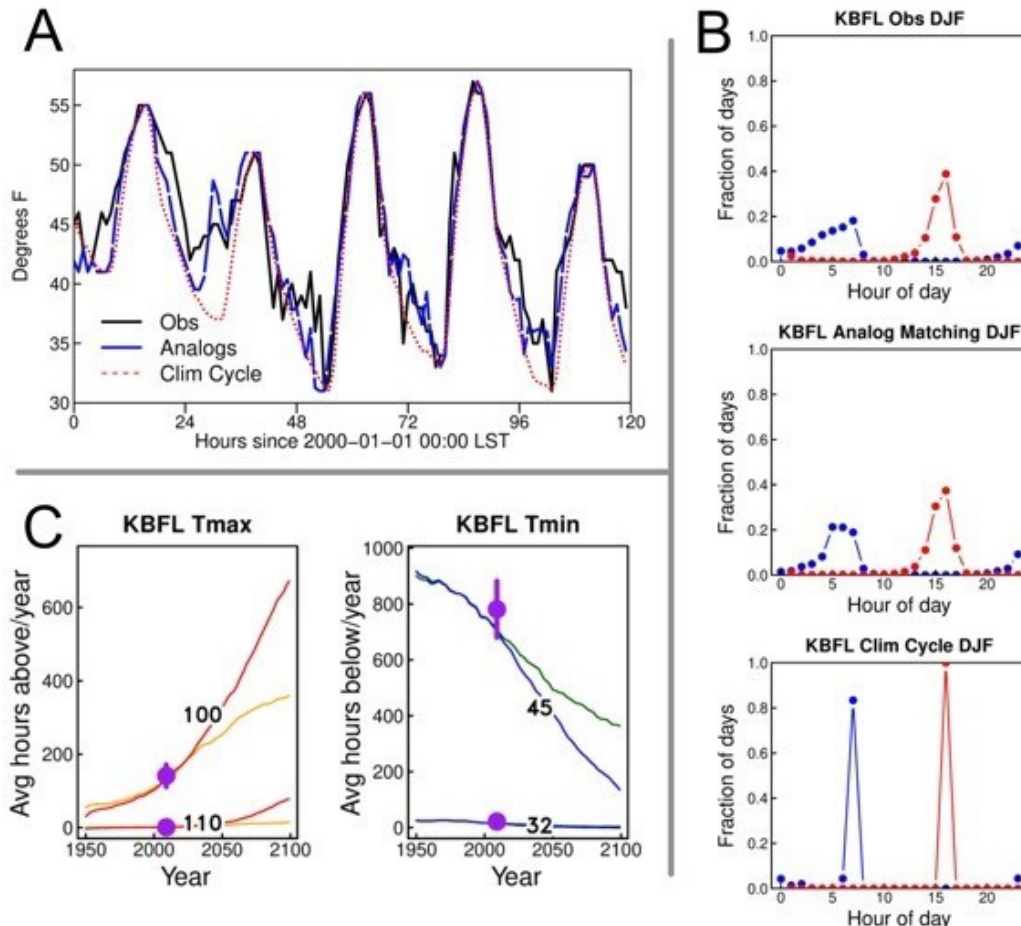 A
55
50
45
40
35
30
Degrees F
Obs
Analogs
Clim Cycle
0 24 48 72 96 120
Hours since 2000−01−01 00:00 LST
B
KBFL Obs DJF
1.0
0.8
0.6
0.4
0.2
0.0
Fraction of days
0 5 10 15 20
Hour of day
KBFL Analog Matching DJF
1.0
0.8
0.6
0.4
0.2
0.0
Fraction of days
0 5 10 15 20
Hour of day
KBFL Clim Cycle DJF
1.0
0.8
0.6
0.4
0.2
0.0
Fraction of days
0 5 10 15 20
Hour of day
C
KBFL Tmax
600
400
200
0
Avg hours above/year
100
110
1950 2000 2050 2100
Year
KBFL Tmin
1000
800
600
400
200
0
Avg hours below/year
45
32
1950 2000 2050 2100
Year